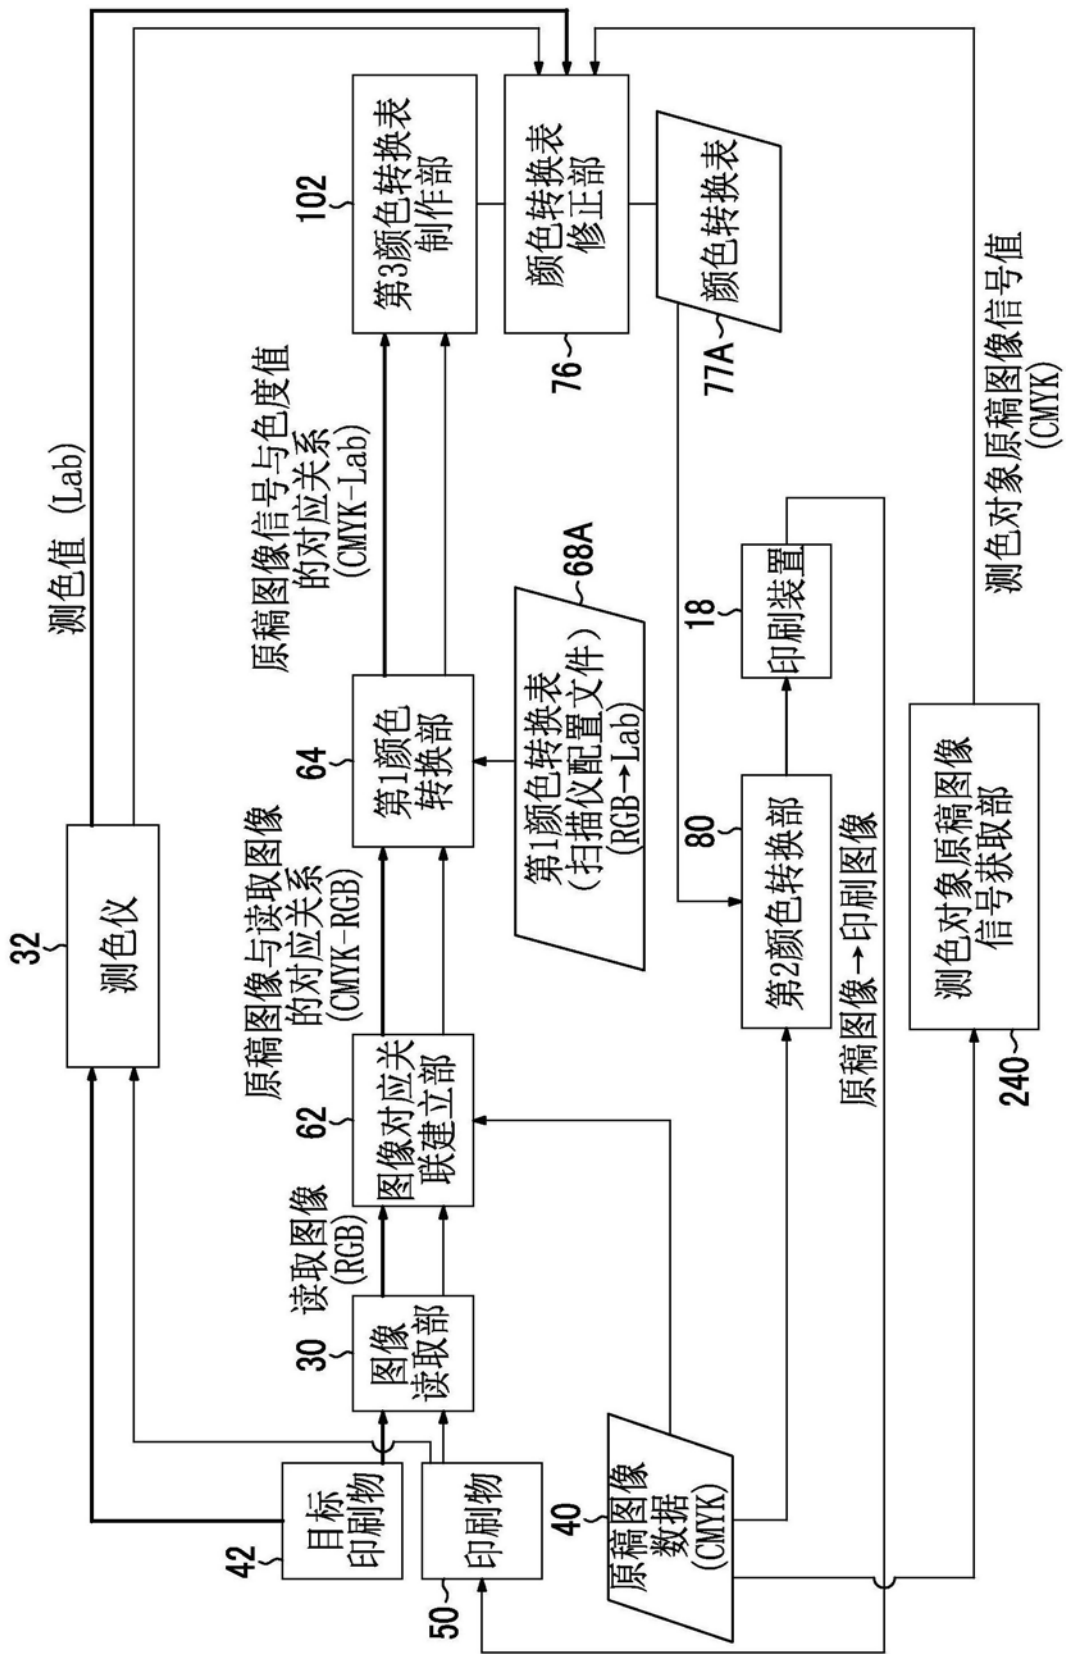 32
测色仪
测色值 (Lab)
42
目标
印刷物
50
印刷物
30
图像
读取部
读取图像
(RGB)
62
图像对应关
联建立部
原稿图像与读取图像
的对应关系
(CMYK-RGB)
64
第1颜色
转换部
原稿图像信号与色度值
的对应关系
(CMYK-Lab)
102
第3颜色转换表
制作部
第1颜色转换表
(扫描仪配置文件)
(RGB→Lab)
68A
76
颜色转换表
修正部
77A
颜色转换表
40
原稿图像
数据
(CMYK)
80
第2颜色转换部
18
印刷装置
原稿图像→印刷图像
240
测色对象原稿图像
信号获取部
测色对象原稿图像信号值
(CMYK)